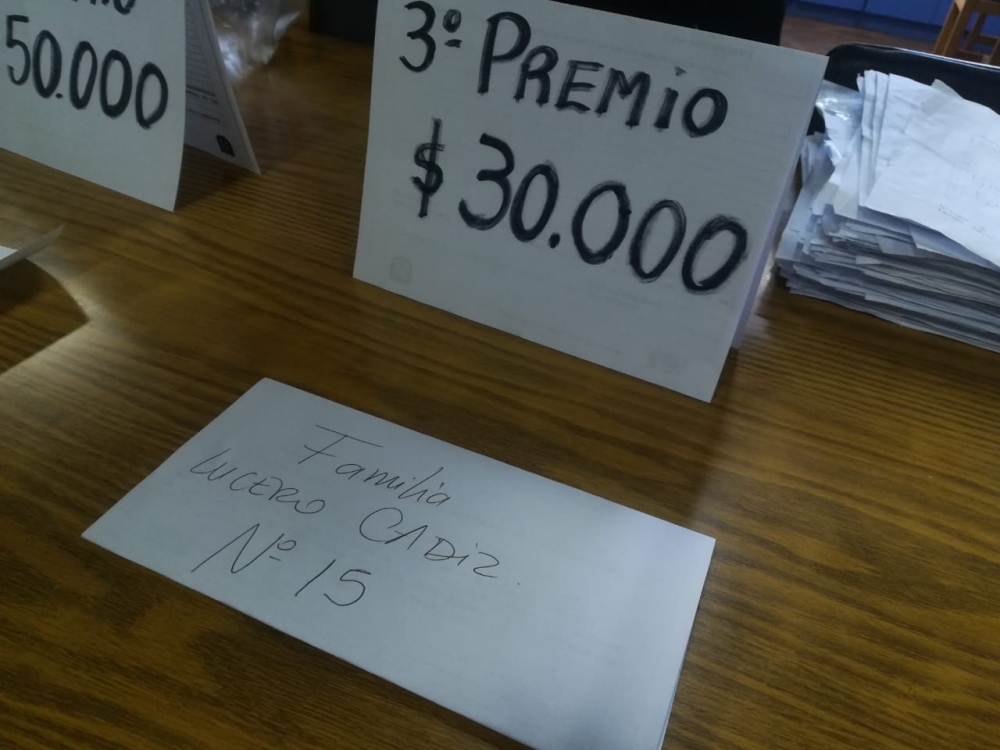 50.000
3º PREMIO
$ 30.000
Familia
LUCERO CADIZ.
Nº 15